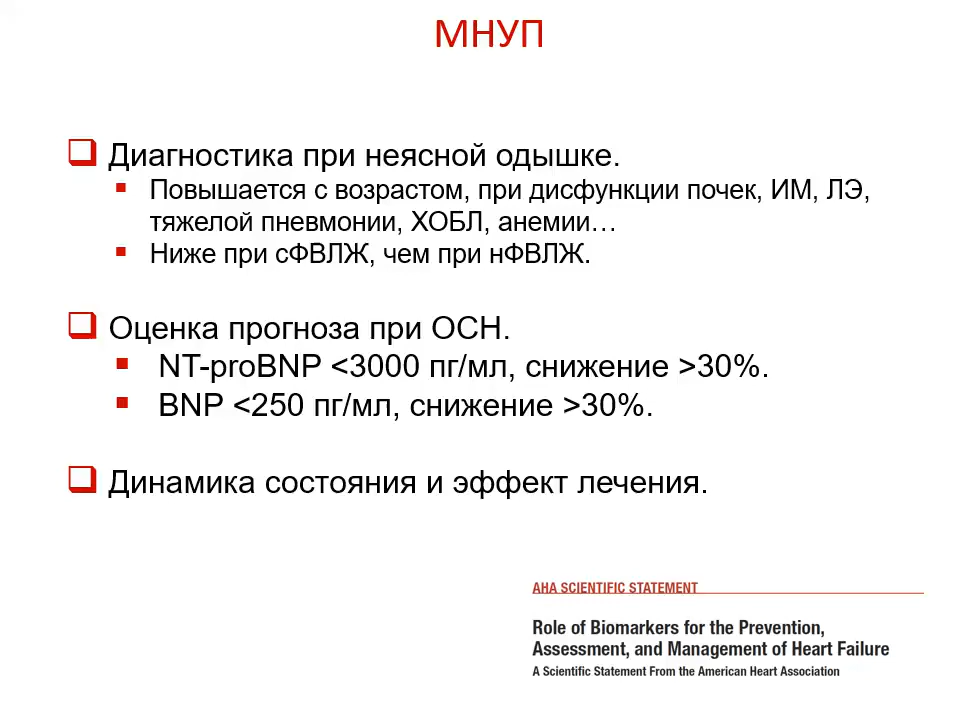 МНУП
Диагностика при неясной одышке.
Повышается с возрастом, при дисфункции почек, ИМ, ЛЭ,
тяжелой пневмонии, ХОБЛ, анемии…
Ниже при сФВЛЖ, чем при нФВЛЖ.
Оценка прогноза при ОСН.
NT-proBNP <3000 пг/мл, снижение >30%.
BNP <250 пг/мл, снижение >30%.
Динамика состояния и эффект лечения.
AHA SCIENTIFIC STATEMENT
Role of Biomarkers for the Prevention,
Assessment, and Management of Heart Failure
A Scientific Statement From the American Heart Association